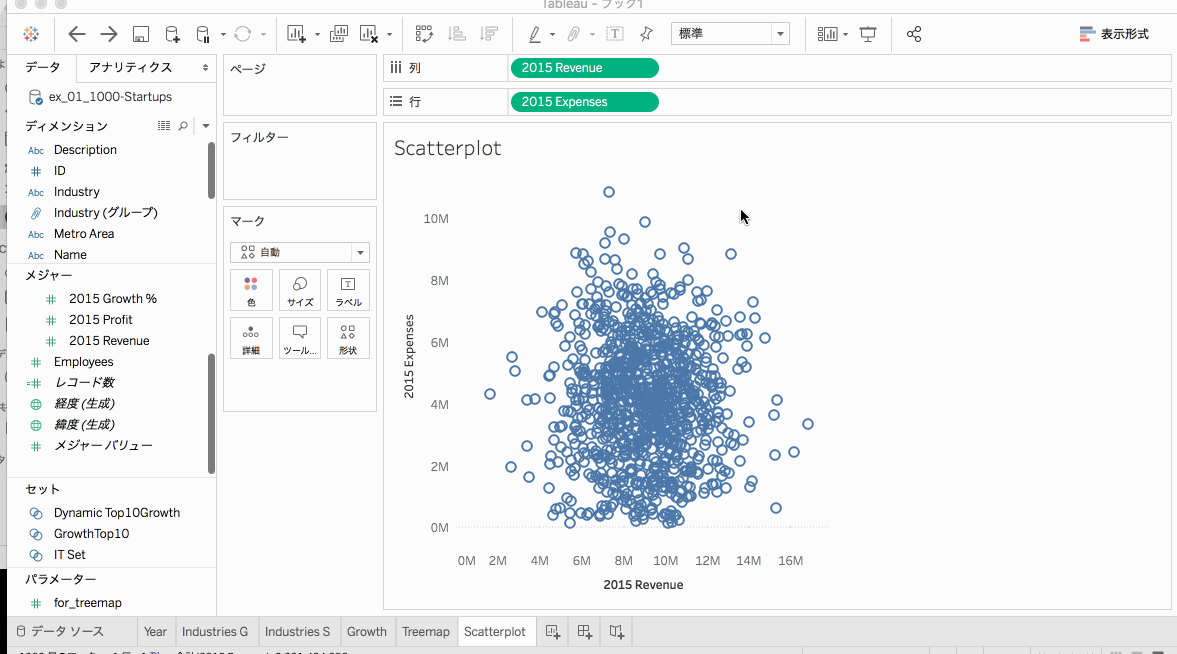 Tableau - ブック1
標準
表示形式
データ
アナリティクス
ex_01_1000-Startups
ディメンション
Abc Description
ID
Abc Industry
Industry (グループ)
Abc Metro Area
Abc Name
メジャー
2015 Growth %
2015 Profit
2015 Revenue
Employees
レコード数
経度 (生成)
緯度 (生成)
メジャー バリュー
セット
Dynamic Top10Growth
GrowthTop10
IT Set
パラメーター
for_treemap
ページ
フィルター
マーク
自動
色
サイズ
ラベル
詳細
ツール...
形状
列
2015 Revenue
行
2015 Expenses
Scatterplot
10M
8M
6M
4M
2M
0M
2015 Expenses
0M 2M 4M 6M 8M 10M 12M 14M 16M
2015 Revenue
データ ソース
Year
Industries G
Industries S
Growth
Treemap
Scatterplot